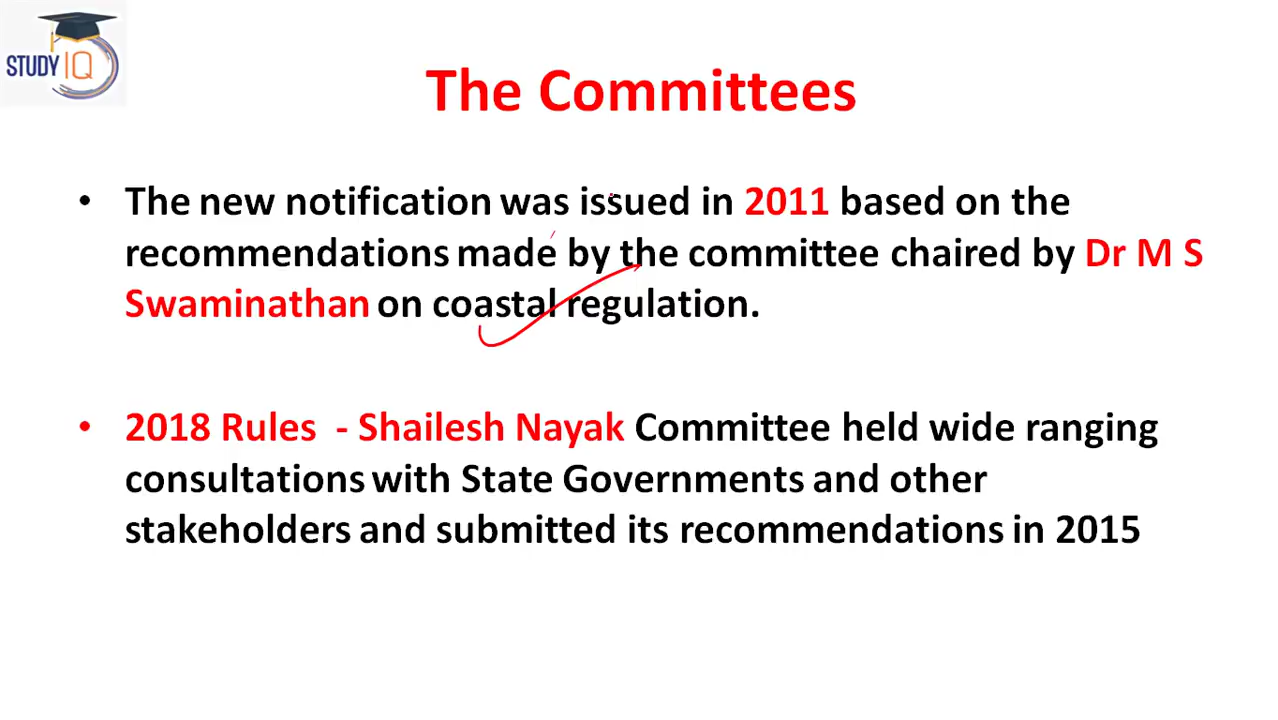 STUDY IQ
The Committees
• The new notification was issued in 2011 based on the
recommendations made by the committee chaired by Dr M S
Swaminathan on coastal regulation.
• 2018 Rules - Shailesh Nayak Committee held wide ranging
consultations with State Governments and other
stakeholders and submitted its recommendations in 2015